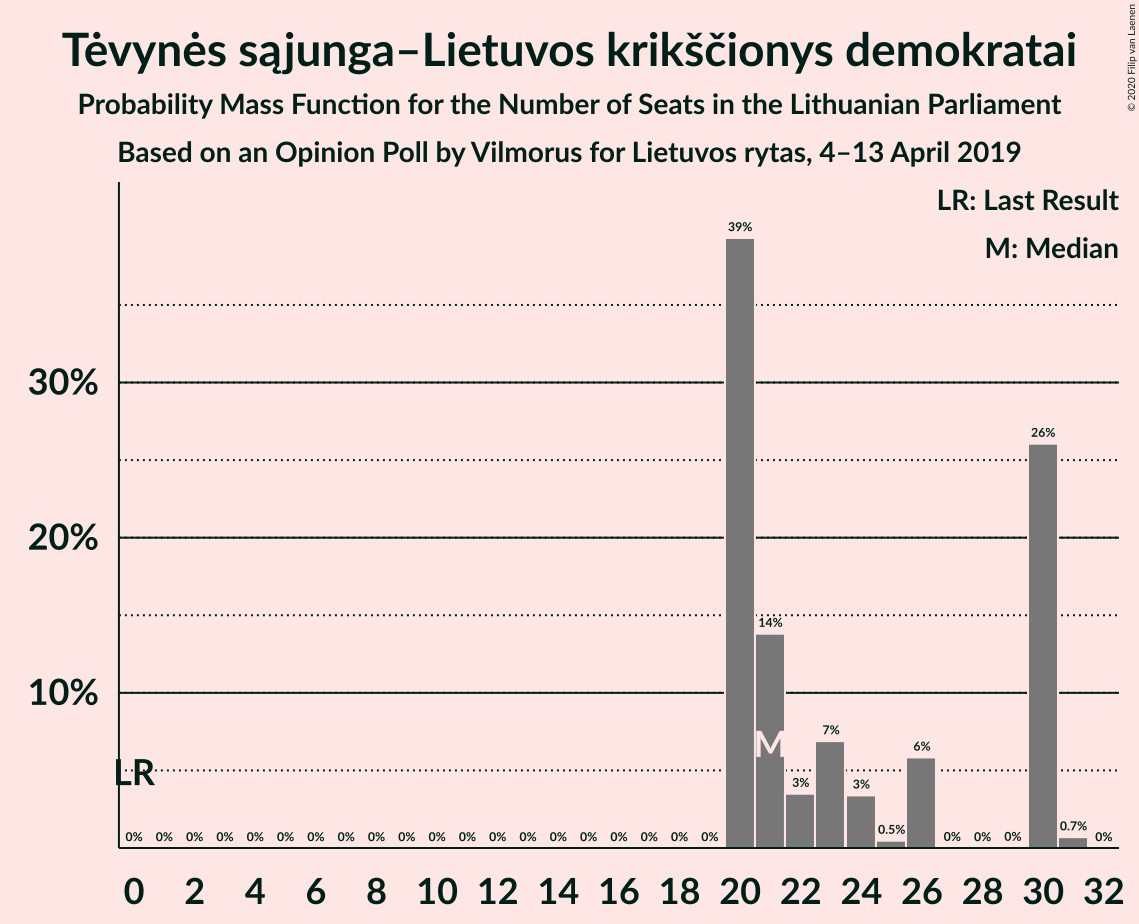 Tėvynės sąjunga–Lietuvos krikščionys demokratai
Probability Mass Function for the Number of Seats in the Lithuanian Parliament
Based on an Opinion Poll by Vilmorus for Lietuvos rytas, 4–13 April 2019
© 2020 Filip van Laenen
LR: Last Result
M: Median
39%
30%
26%
20%
14%
10%
7%
M
6%
LR
3% 3%
0.5% 0.7%
0% 0% 0% 0% 0% 0% 0% 0% 0% 0% 0% 0% 0% 0% 0% 0% 0% 0% 0% 0% 0% 0% 0% 0%
0 2 4 6 8 10 12 14 16 18 20 22 24 26 28 30 32